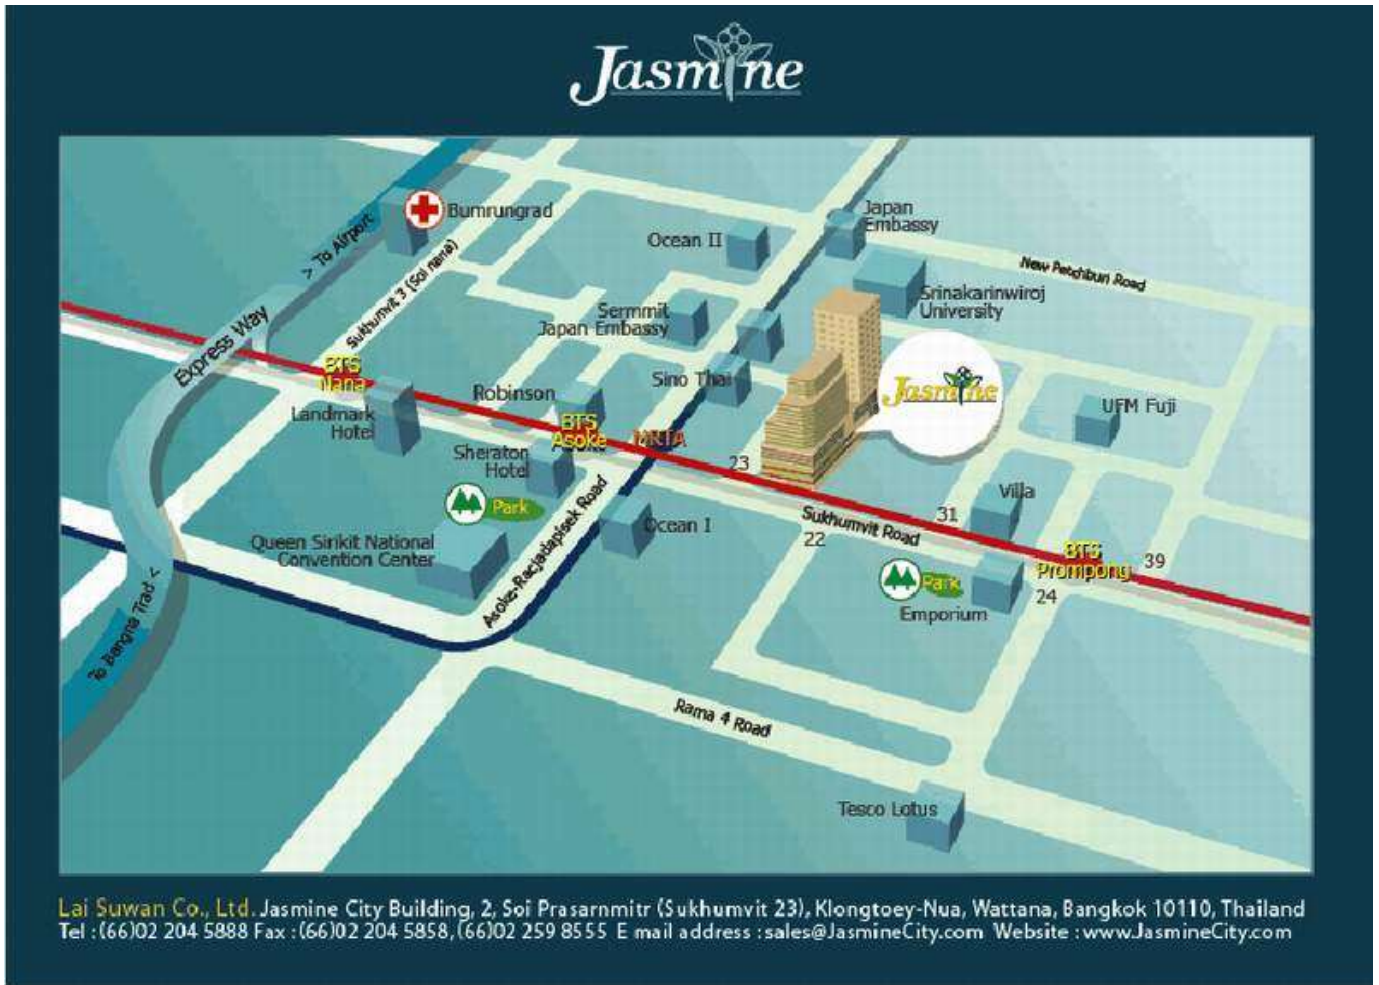 Jasmine
Bumrungrad
> To Airport
Sukhumvit 3 (Soi nana)
Express Way
Japan
Embassy
Ocean II
New Petchburi Road
Srinakarinwiroj
University
Sermmit
Japan Embassy
Sino Thai
Jasmine
BTS
Nana
Landmark
Hotel
Robinson
BTS
Asoke
MRTA
UFM Fuji
Sheraton
Hotel
23
Villa
Park
Sukhumvit Road
31
22
Ocean I
Asoke-Racjadapisek Road
Queen Sirikit National
Convention Center
BTS
Prompong
39
Park
24
Emporium
To Bangna Trad <
Rama 4 Road
Tesco Lotus
Lai Suwan Co., Ltd. Jasmine City Building, 2, Soi Prasarnmitr (Sukhumvit 23), Klongtoey-Nua, Wattana, Bangkok 10110, Thailand
Tel :(66)02 204 5888 Fax :(66)02 204 5858, (66)02 259 8555 E mail address :sales@JasmineCity.com Website :www.JasmineCity.com